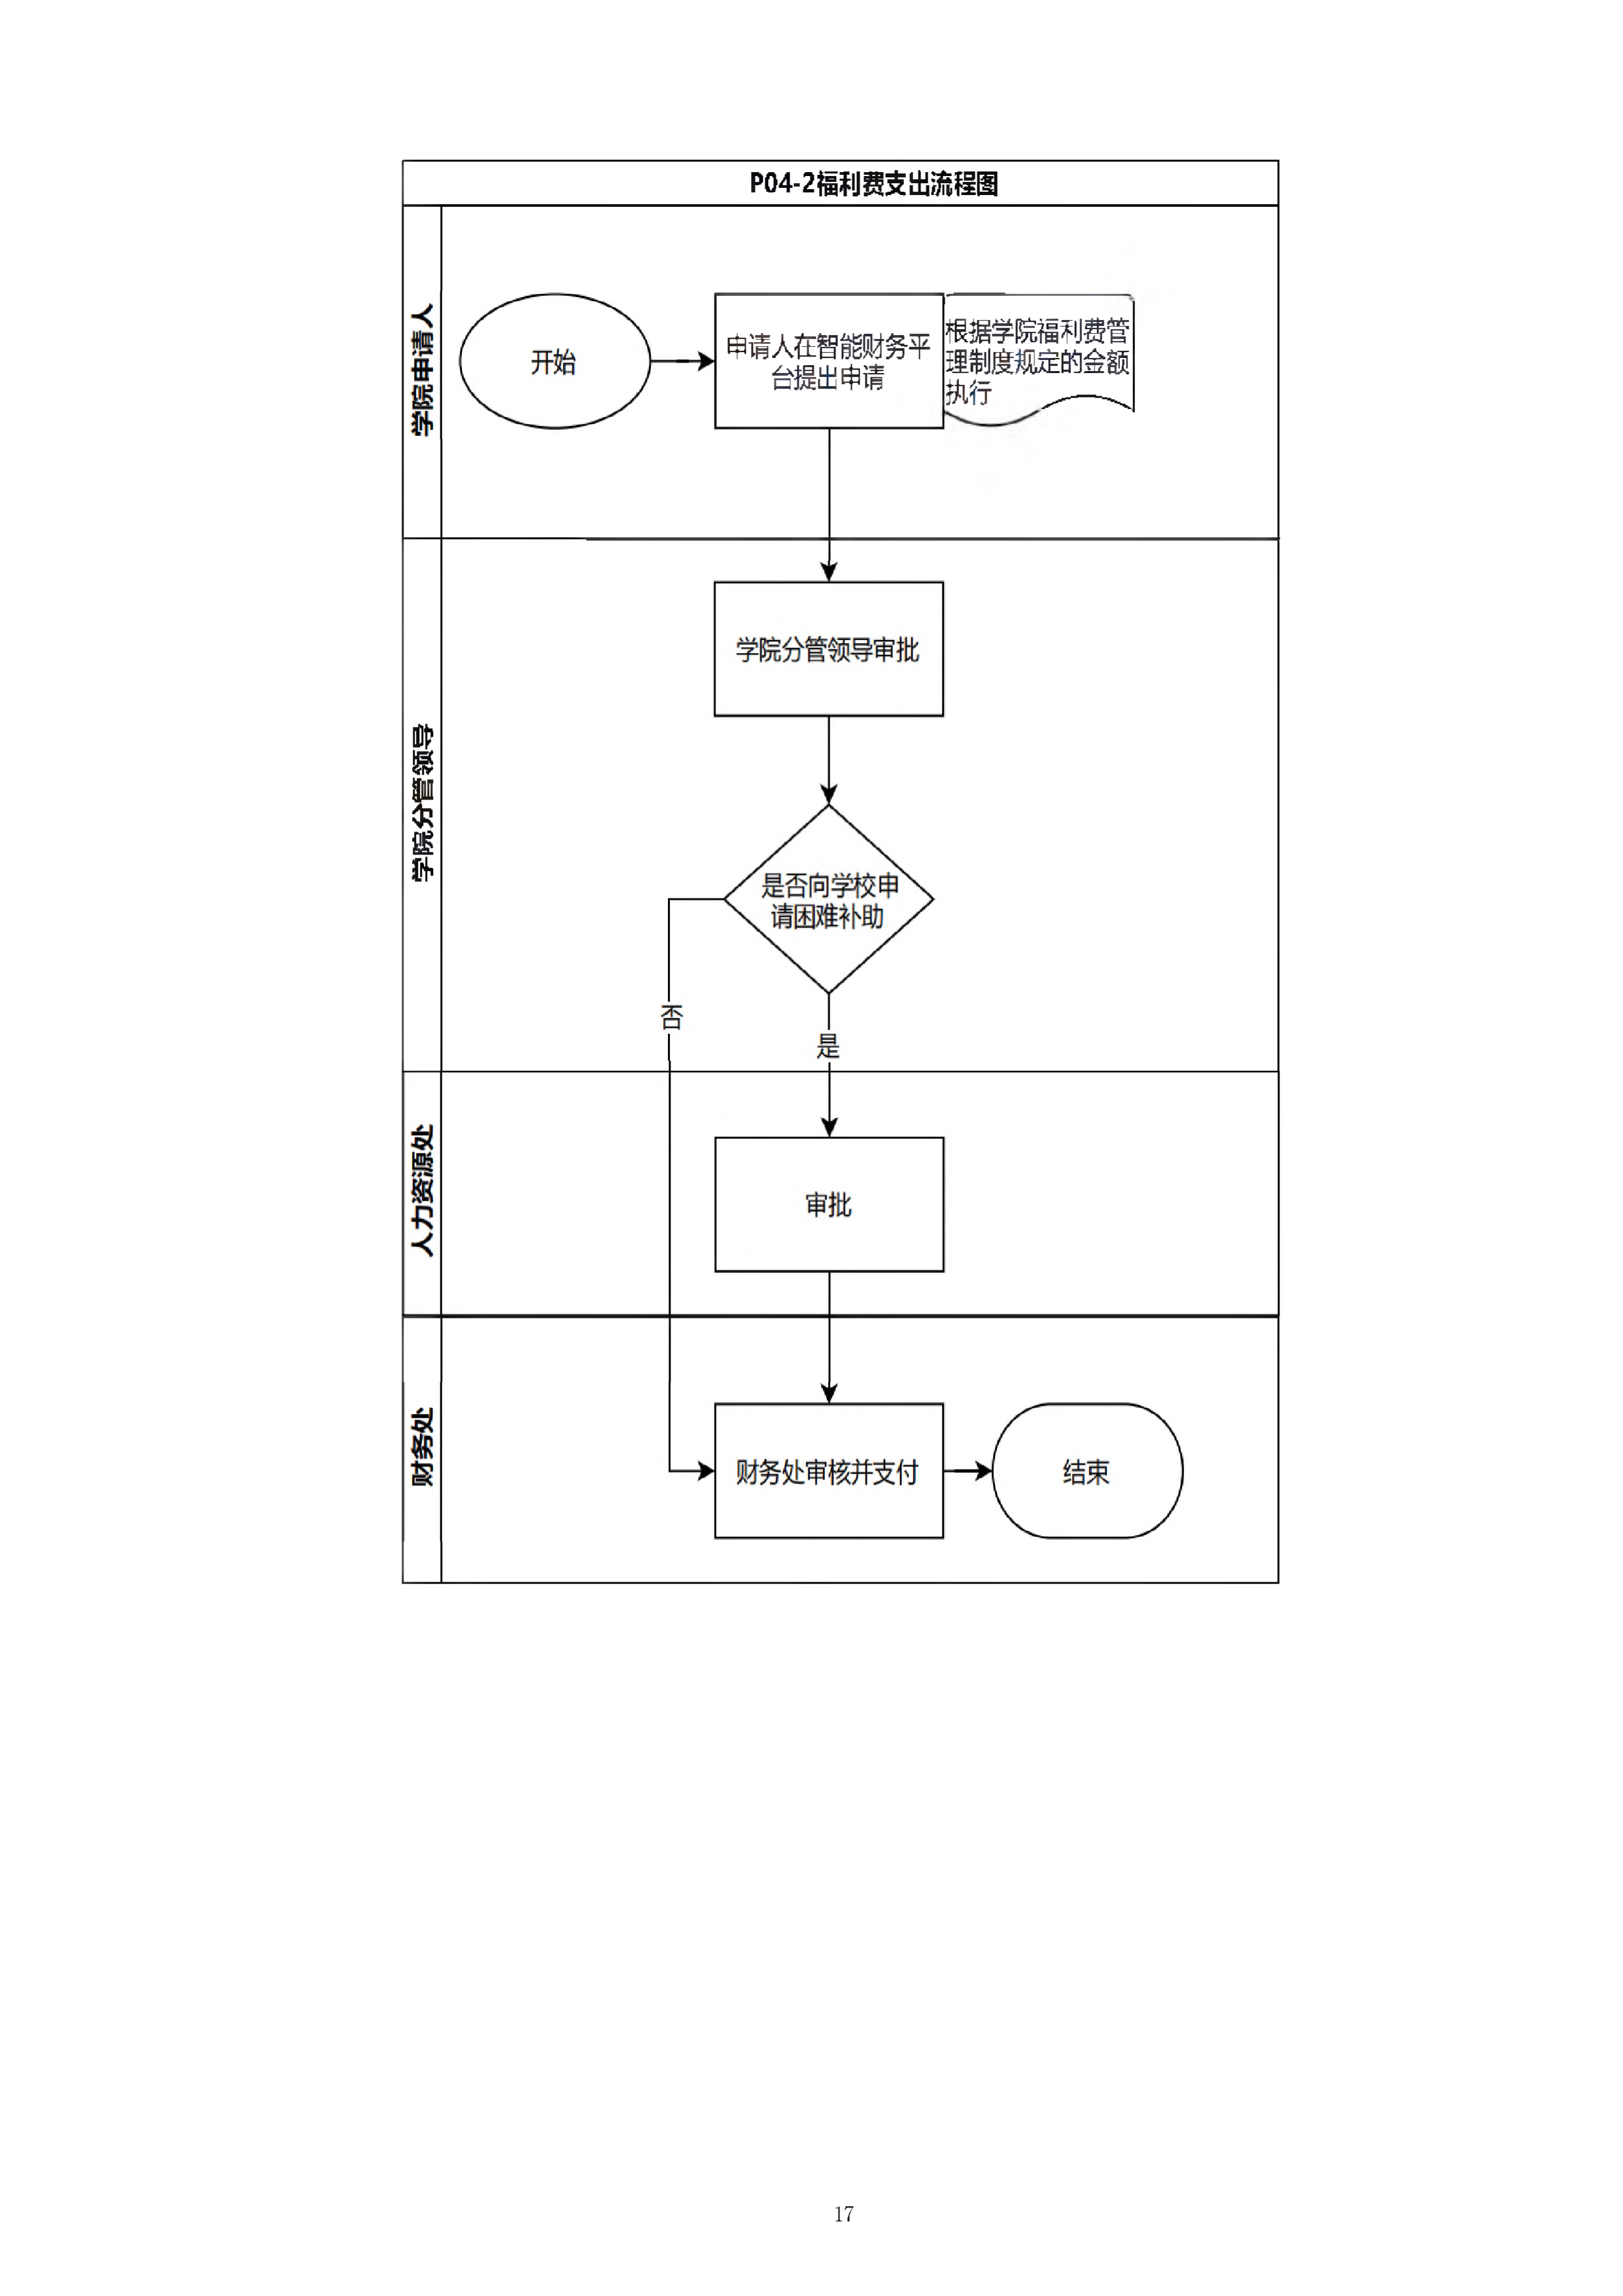 P04-2福利费支出流程图
学院申请人
开始
申请人在智能财务平
台提出申请
根据学院福利费管
理制度规定的金额
执行
学院分管领导
学院分管领导审批
是否向学校申
请困难补助
否
是
人力资源处
审批
财务处
财务处审核并支付
结束
17